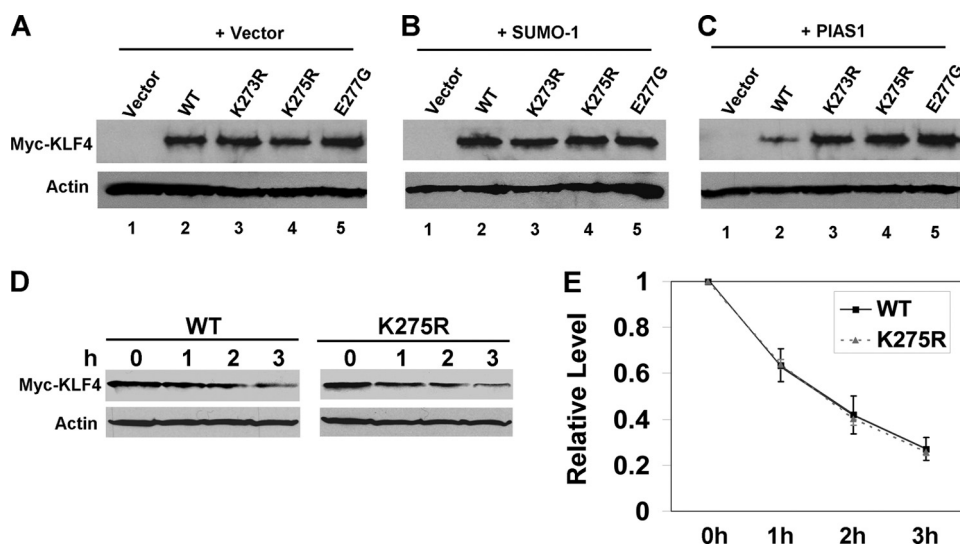 A
+ Vector
Vector WT K273R K275R E277G
Myc-KLF4
Actin
1 2 3 4 5
B
+ SUMO-1
Vector WT K273R K275R E277G
1 2 3 4 5
C
+ PIAS1
Vector WT K273R K275R E277G
1 2 3 4 5
D
WT K275R
h 0 1 2 3 0 1 2 3
Myc-KLF4
Actin
E
Relative Level
1
0.8
0.6
0.4
0.2
0
WT
K275R
0h 1h 2h 3h